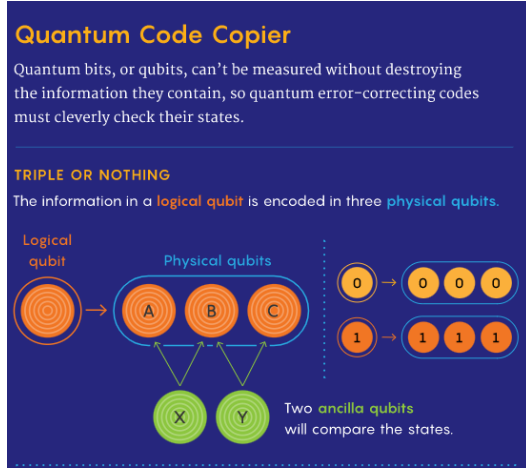 Quantum Code Copier
Quantum bits, or qubits, can't be measured without destroying
the information they contain, so quantum error-correcting codes
must cleverly check their states.
TRIPLE OR NOTHING
The information in a logical qubit is encoded in three physical qubits.
Logical
qubit
Physical qubits
A B C
0 0 0 0
1 1 1 1
X Y
Two ancilla qubits
will compare the states.